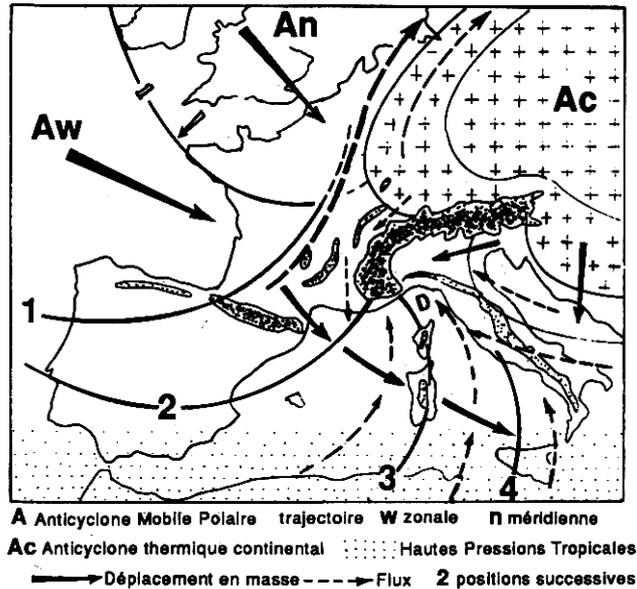 An
Ac
Aw
1
1
D
2
3
4
A Anticyclone Mobile Polaire trajectoire w zonale n méridienne
Ac Anticyclone thermique continental Hautes Pressions Tropicales
Déplacement en masse Flux 2 positions successives